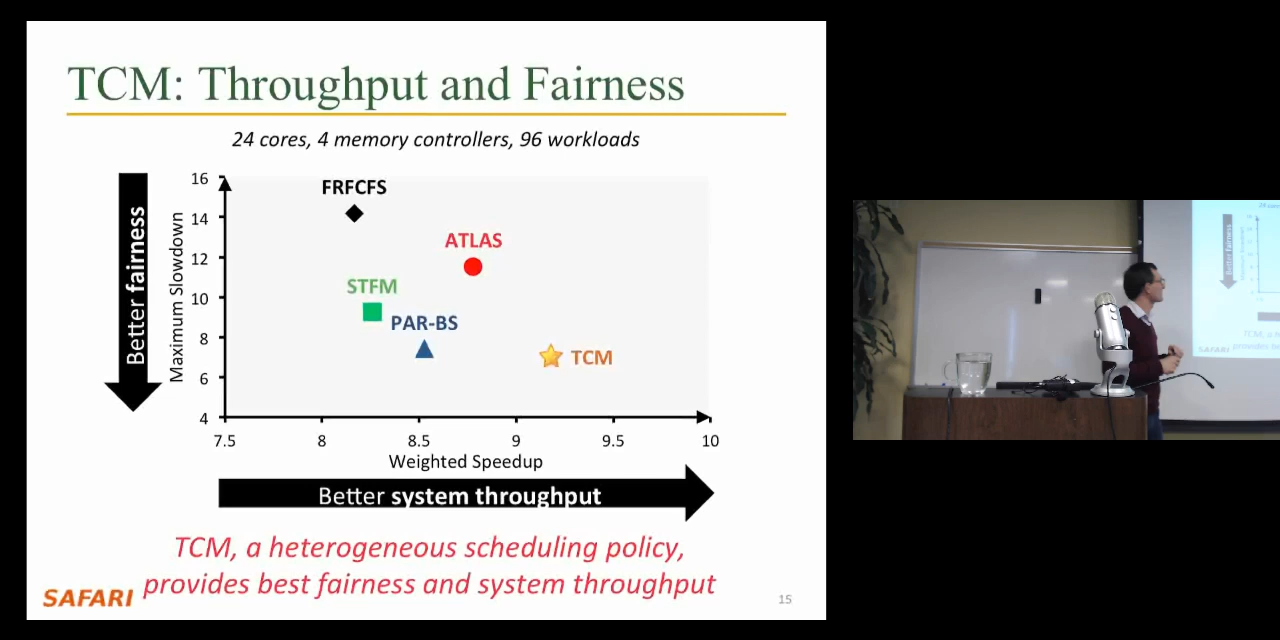 TCM: Throughput and Fairness
24 cores, 4 memory controllers, 96 workloads
Better fairness
Maximum Slowdown
16
14
12
10
8
6
4
FRFCFS
ATLAS
STFM
PAR-BS
TCM
7.5 8 8.5 9 9.5 10
Weighted Speedup
Better system throughput
TCM, a heterogeneous scheduling policy,
provides best fairness and system throughput
SAFARI
15